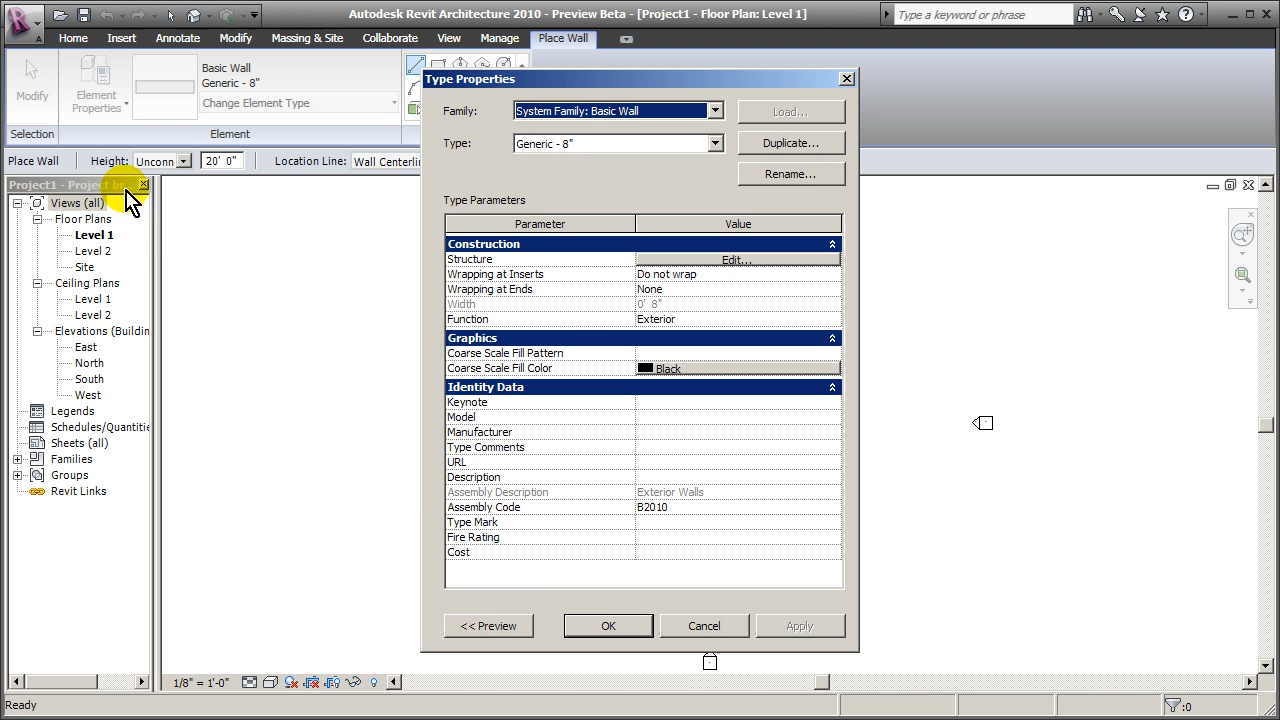 Autodesk Revit Architecture 2010 - Preview Beta - [Project1 - Floor Plan: Level 1]
Type a keyword or phrase
Home Insert Annotate Modify Massing & Site Collaborate View Manage Place Wall
Modify
Element
Properties
Basic Wall
Generic - 8"
Change Element Type
Selection
Element
Place Wall
Height:
Unconn
20' 0"
Location Line:
Wall Centerlin
Project1 - Project b
Views (all)
Floor Plans
Level 1
Level 2
Site
Ceiling Plans
Level 1
Level 2
Elevations (Buildin
East
North
South
West
Legends
Schedules/Quantitie
Sheets (all)
Families
Groups
Revit Links
Type Properties
Family:
System Family: Basic Wall
Load...
Type:
Generic - 8"
Duplicate...
Rename...
Type Parameters
Parameter Value
Construction
Structure Edit...
Wrapping at Inserts Do not wrap
Wrapping at Ends None
Width 0' 8"
Function Exterior
Graphics
Coarse Scale Fill Pattern
Coarse Scale Fill Color Black
Identity Data
Keynote
Model
Manufacturer
Type Comments
URL
Description
Assembly Description Exterior Walls
Assembly Code B2010
Type Mark
Fire Rating
Cost
<< Preview OK Cancel Apply
1/8" = 1'-0"
Ready
:0